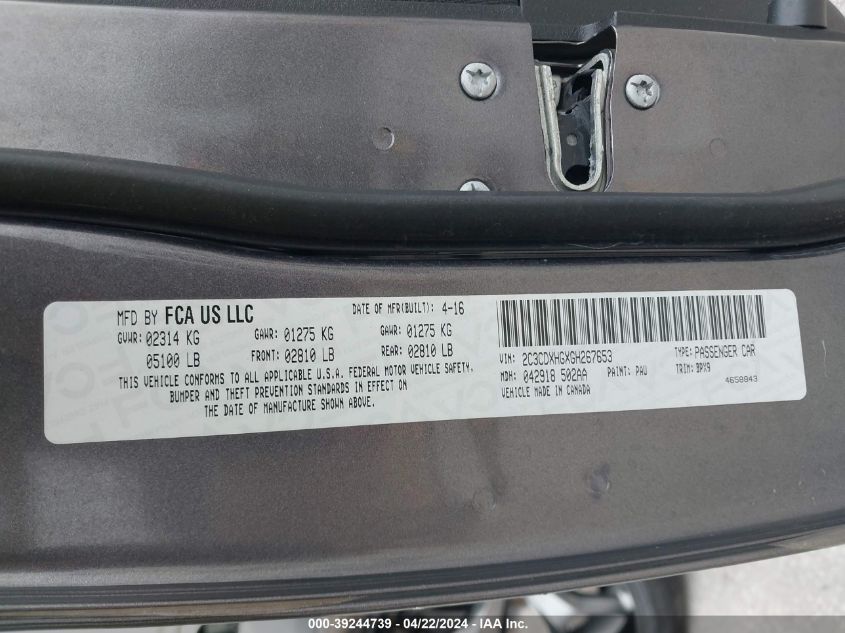 MFD BY FCA US LLC
DATE OF MFR(BUILT): 4-16
GVWR: 02314 KG
GAWR: 01275 KG
GAWR: 01275 KG
05100 LB
FRONT: 02810 LB
REAR: 02810 LB
THIS VEHICLE CONFORMS TO ALL APPLICABLE U.S.A. FEDERAL MOTOR VEHICLE SAFETY,
BUMPER AND THEFT PREVENTION STANDARDS IN EFFECT ON
THE DATE OF MANUFACTURE SHOWN ABOVE.
VIN: 2C3CDXHGXGH267653
TYPE: PASSENGER CAR
MDH: 042918 502AA
PAINT: PAU
TRIM: BPX9
VEHICLE MADE IN CANADA
4658843
000-39244739 - 04/22/2024 - IAA Inc.